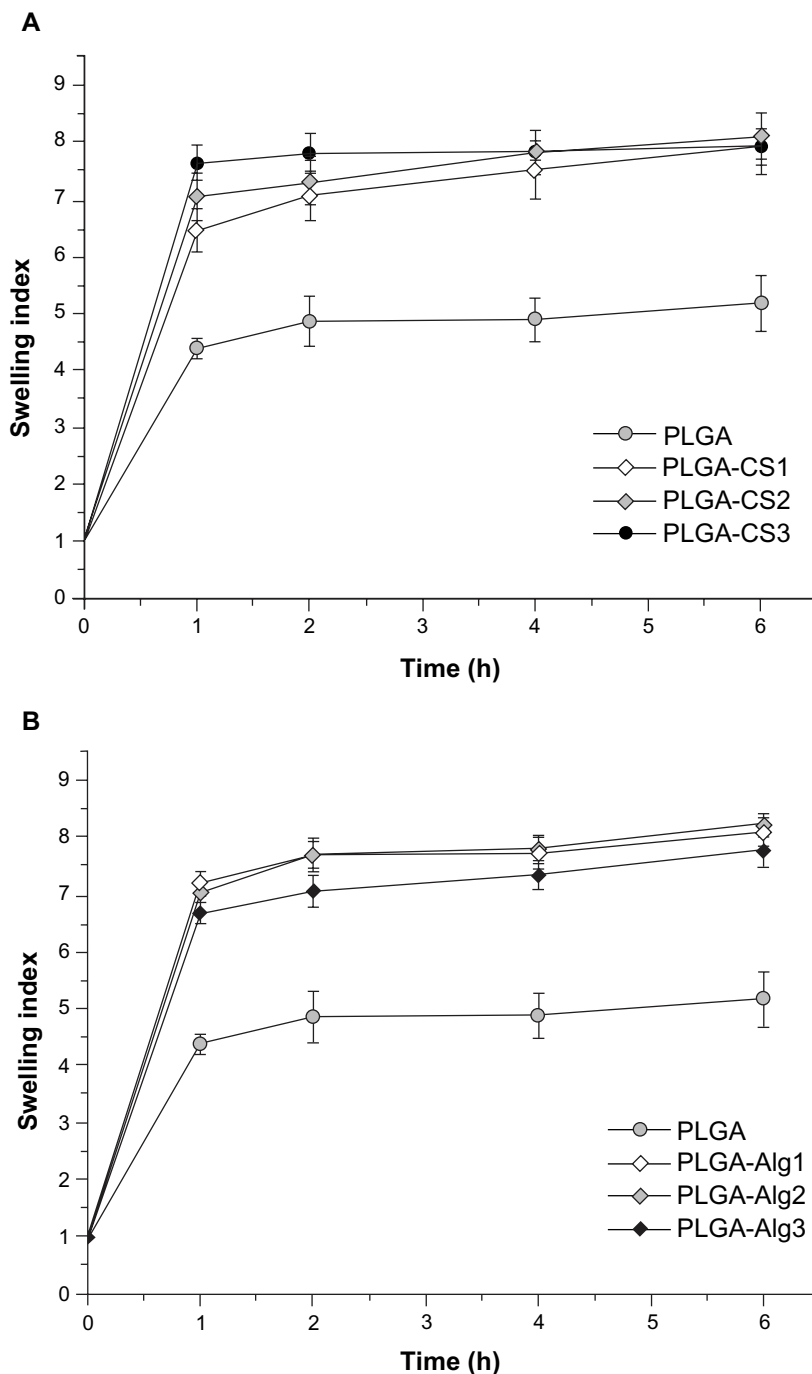 A
9
8
7
6
5
4
3
2
1
0
Swelling index
PLGA
PLGA-CS1
PLGA-CS2
PLGA-CS3
0 1 2 3 4 5 6
Time (h)
B
9
8
7
6
5
4
3
2
1
0
Swelling index
PLGA
PLGA-Alg1
PLGA-Alg2
PLGA-Alg3
0 1 2 3 4 5 6
Time (h)